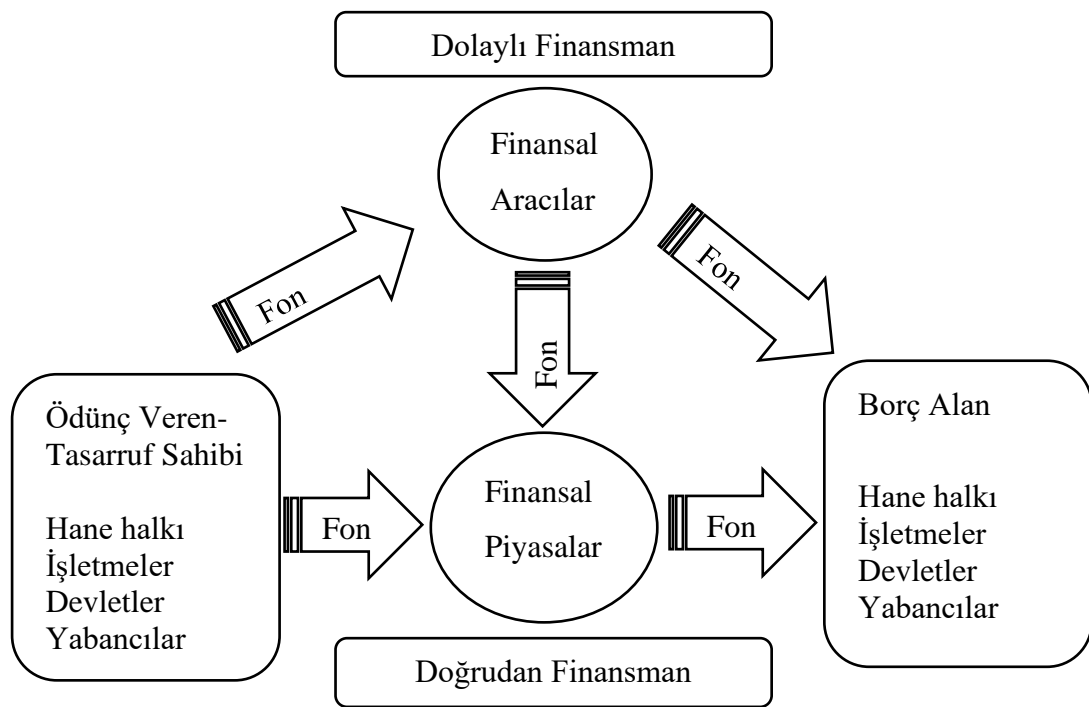 Dolaylı Finansman
Finansal
Aracılar
Fon
Fon
Fon
Ödünç Veren-
Tasarruf Sahibi
Hane halkı
İşletmeler
Devletler
Yabancılar
Fon
Finansal
Piyasalar
Fon
Borç Alan
Hane halkı
İşletmeler
Devletler
Yabancılar
Doğrudan Finansman